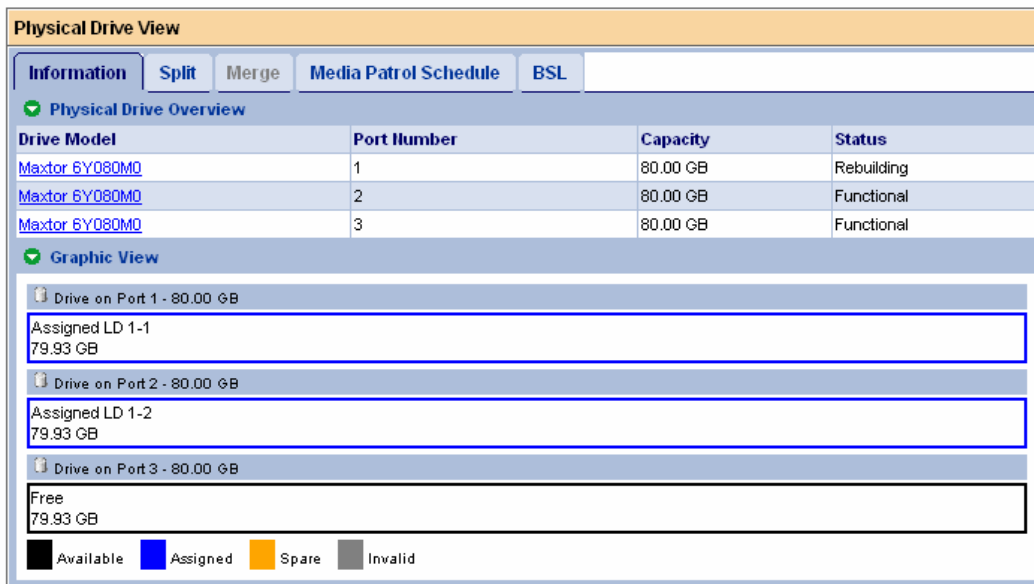 Physical Drive View
Information Split Merge Media Patrol Schedule BSL
Physical Drive Overview
Drive Model Port Number Capacity Status
Maxtor 6Y080M0 1 80.00 GB Rebuilding
Maxtor 6Y080M0 2 80.00 GB Functional
Maxtor 6Y080M0 3 80.00 GB Functional
Graphic View
Drive on Port 1 - 80.00 GB
Assigned LD 1-1
79.93 GB
Drive on Port 2 - 80.00 GB
Assigned LD 1-2
79.93 GB
Drive on Port 3 - 80.00 GB
Free
79.93 GB
Available Assigned Spare Invalid